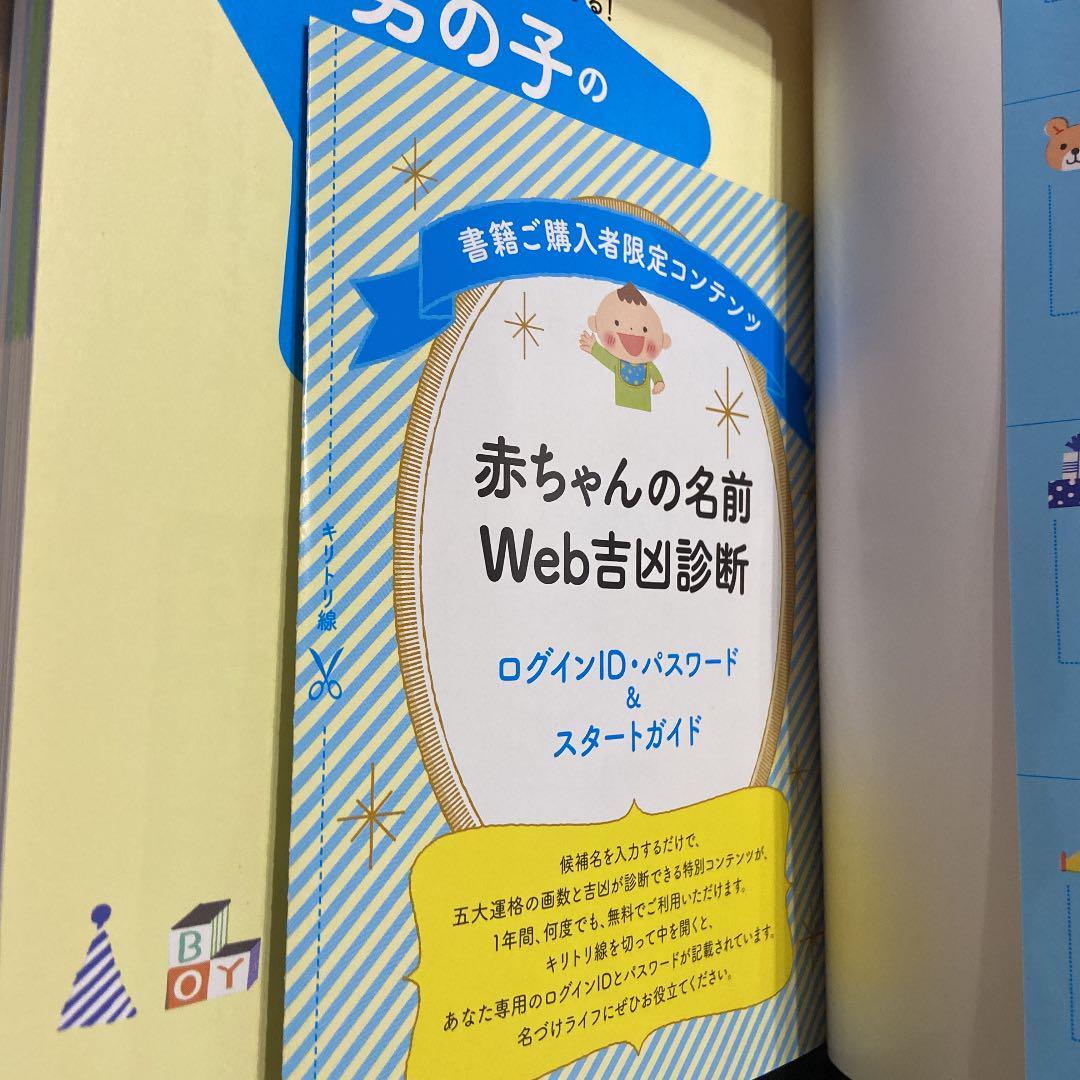 る!
男の子の
書籍ご購入者限定コンテンツ
赤ちゃんの名前
Web吉凶診断
ログインID・パスワード
&
スタートガイド
キリトリ線
候補名を入力するだけで、
五大運格の画数と吉凶が診断できる特別コンテンツが、
1年間、何度でも、無料でご利用いただけます。
キリトリ線を切って中を開くと、
あなた専用のログインIDとパスワードが記載されています。
名づけライフにぜひお役立てください。
B
OY